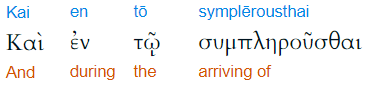 Kai en tō symplērousthai
Καὶ ἐν τῷ συμπληροῦσθαι
And during the arriving of